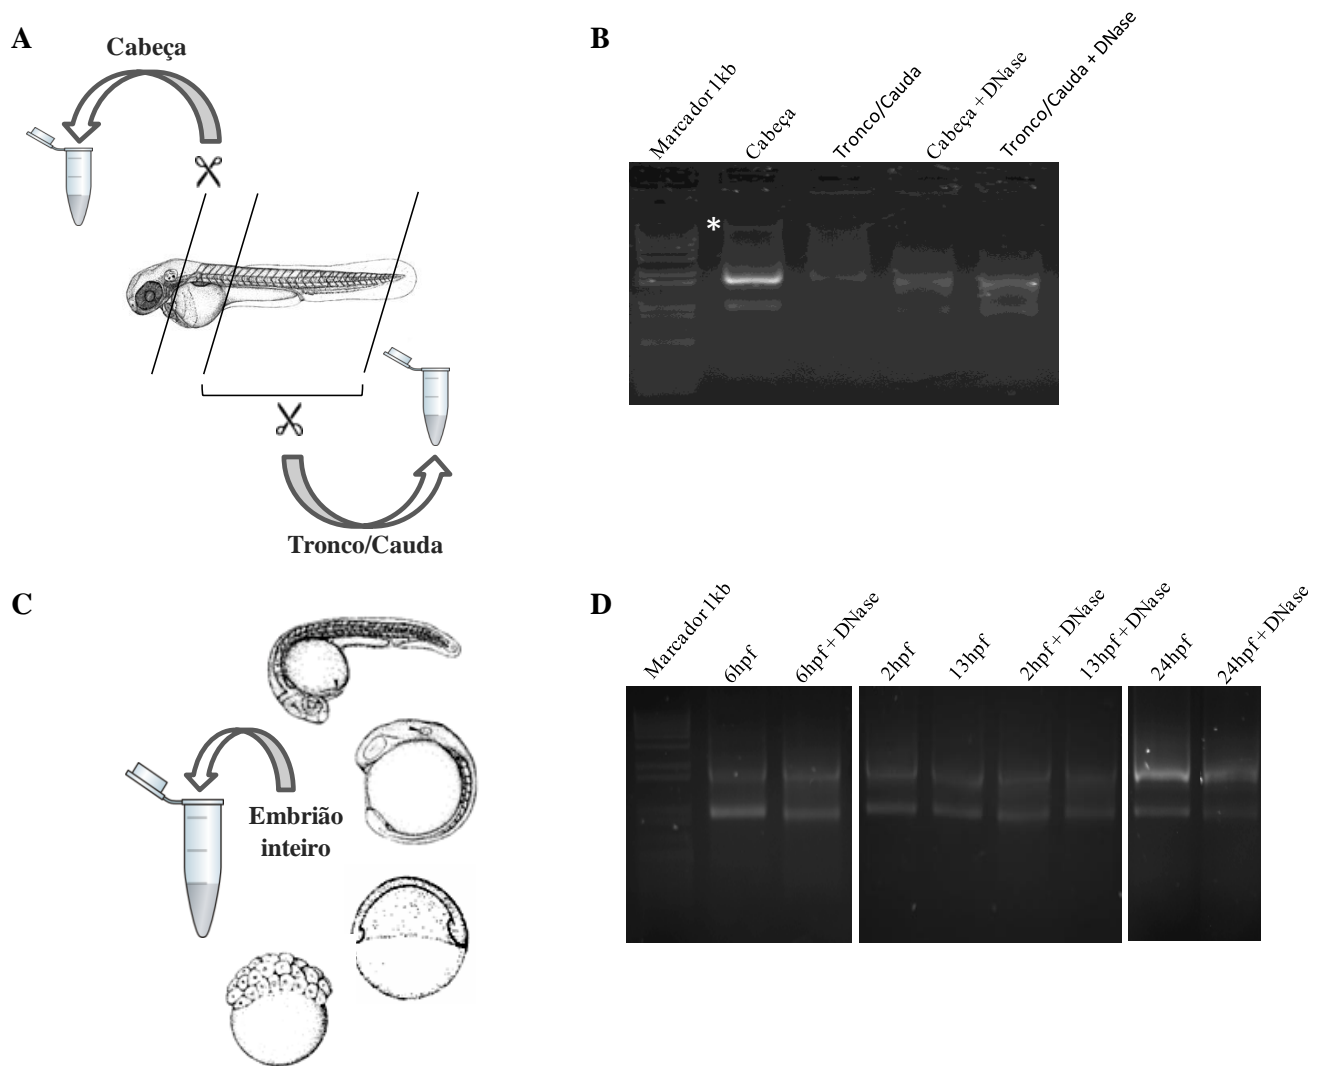 A
Cabeça
Tronco/Cauda
B
Marcador 1kb
Cabeça
Tronco/Cauda
Cabeça + DNase
Tronco/Cauda + DNase
*
C
Embrião
inteiro
D
Marcador 1kb
6hpf
6hpf + DNase
2hpf
13hpf
2hpf + DNase
13hpf + DNase
24hpf
24hpf + DNase